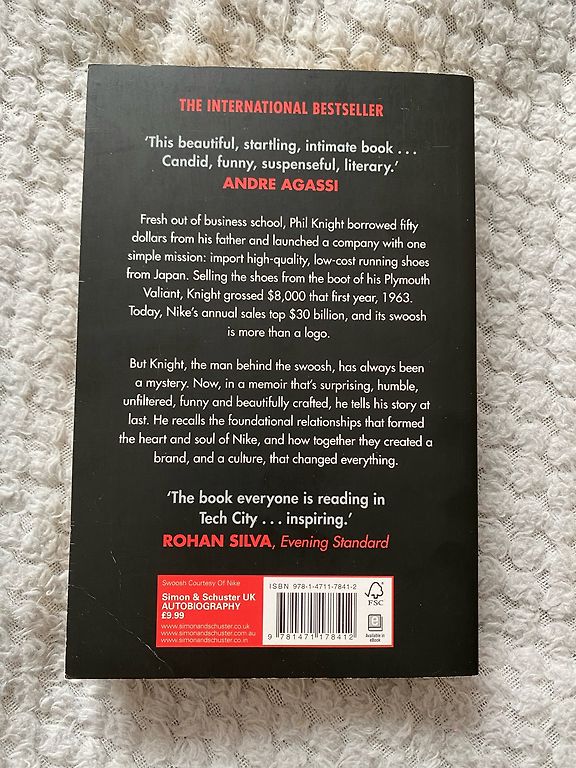 THE INTERNATIONAL BESTSELLER
‘This beautiful, startling, intimate book . . .
Candid, funny, suspenseful, literary.’
ANDRE AGASSI
Fresh out of business school, Phil Knight borrowed fifty
dollars from his father and launched a company with one
simple mission: import high-quality, low-cost running shoes
from Japan. Selling the shoes from the boot of his Plymouth
Valiant, Knight grossed $8,000 that first year, 1963.
Today, Nike’s annual sales top $30 billion, and its swoosh
is more than a logo.
But Knight, the man behind the swoosh, has always been
a mystery. Now, in a memoir that’s surprising, humble,
unfiltered, funny and beautifully crafted, he tells his story at
last. He recalls the foundational relationships that formed
the heart and soul of Nike, and how together they created a
brand, and a culture, that changed everything.
‘The book everyone is reading in
Tech City . . . inspiring.’
ROHAN SILVA, Evening Standard
Swoosh Courtesy Of Nike
Simon & Schuster UK
AUTOBIOGRAPHY
£9.99
www.simonandschuster.co.uk
www.simonandschuster.com.au
www.simonandschuster.co.in
ISBN 978-1-4711-7841-2
9 781471 178412
FSC
Available in
eBook